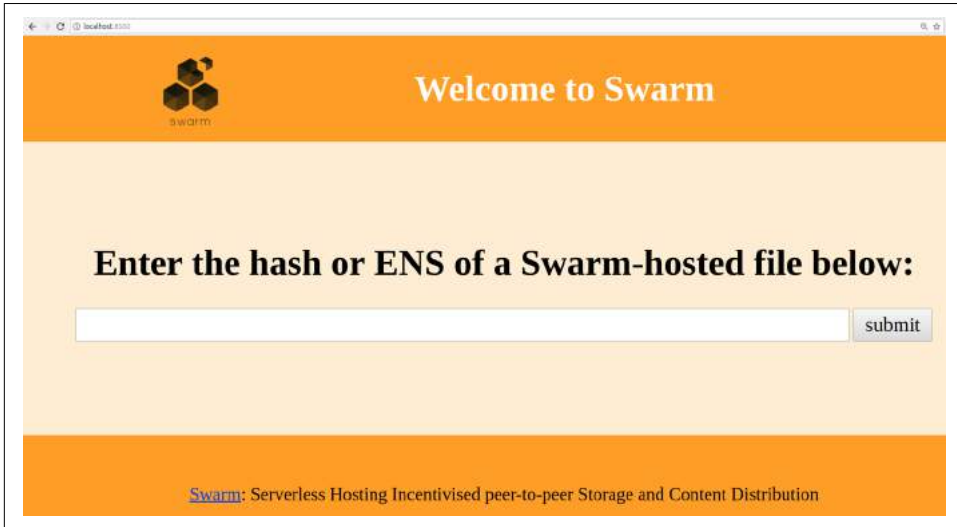 localhost:8500
Welcome to Swarm
swarm
Enter the hash or ENS of a Swarm-hosted file below:
submit
Swarm: Serverless Hosting Incentivised peer-to-peer Storage and Content Distribution